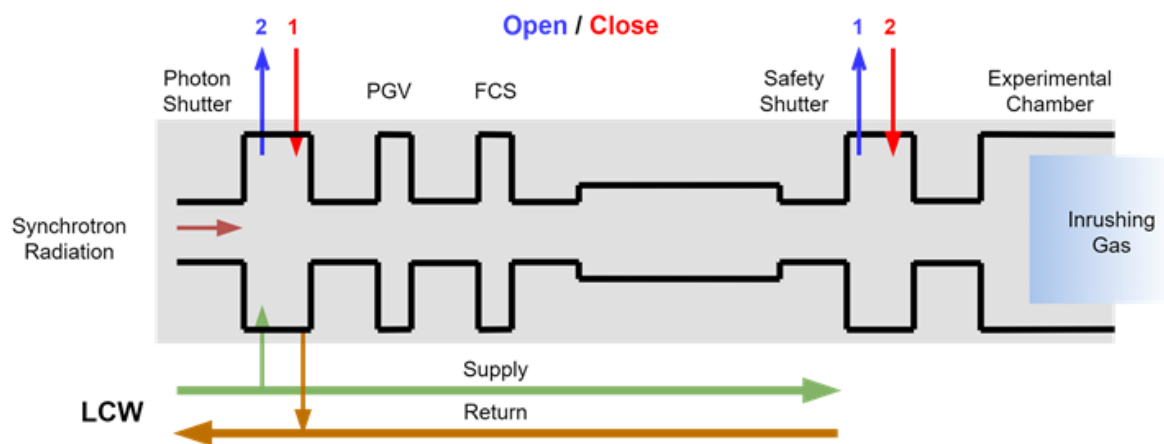 2 1 Open / Close 1 2
Photon
Shutter
PGV
FCS
Safety
Shutter
Experimental
Chamber
Synchrotron
Radiation
Inrushing
Gas
Supply
LCW
Return